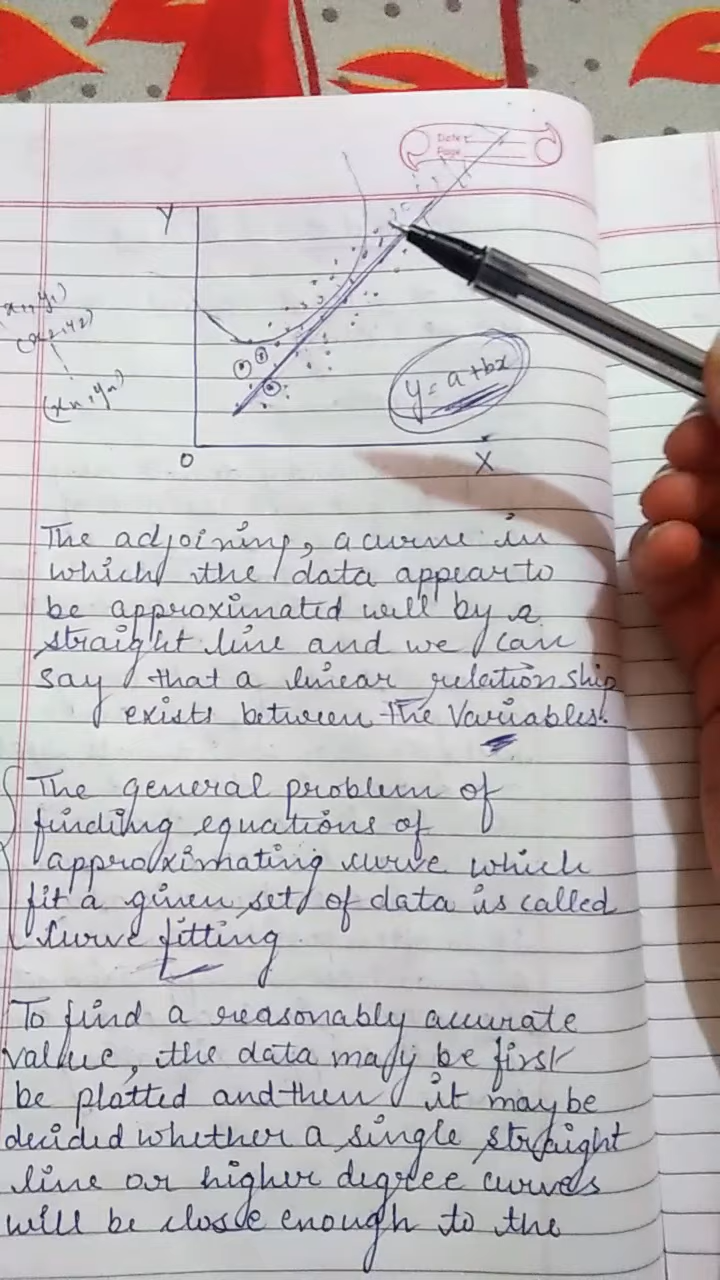 Date
Page
Y
(x1, y1)
(x2, y2)
(xn, yn)
y = a + bx
O
X
The adjoining, a curve in
which the data appear to
be approximated will by a
straight line and we can
say that a linear relationship
exists between the variables.
The general problem of
finding equations of
approximating curve which
fit a given set of data is called
curve fitting
To find a reasonably accurate
value, the data may be first
be plotted and then it may be
decided whether a single straight
line or higher degree curves
will be close enough to the